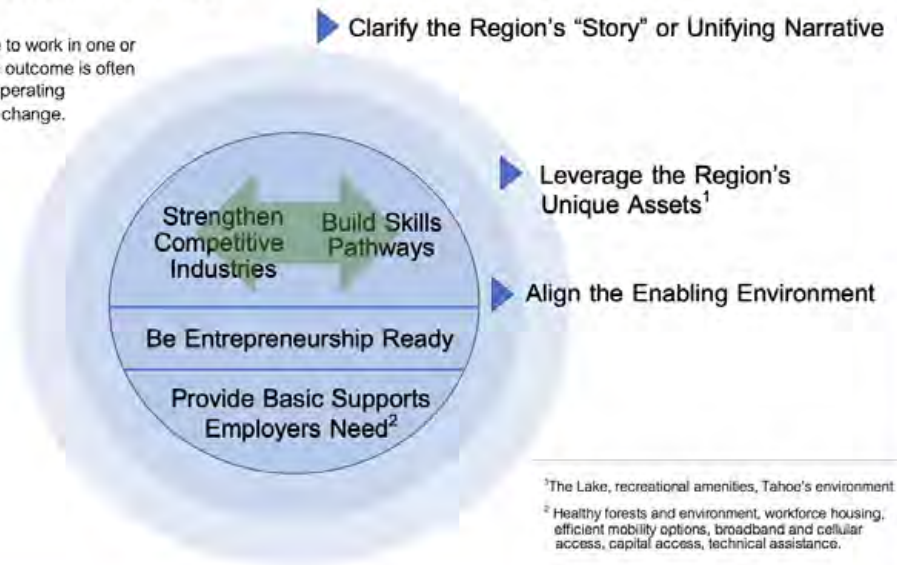 to work in one or
outcome is often
perating
change.
Clarify the Region's “Story” or Unifying Narrative
Leverage the Region's
Unique Assets¹
Align the Enabling Environment
Strengthen
Competitive
Industries
Build Skills
Pathways
Be Entrepreneurship Ready
Provide Basic Supports
Employers Need²
¹The Lake, recreational amenities, Tahoe's environment
² Healthy forests and environment, workforce housing,
efficient mobility options, broadband and cellular
access, capital access, technical assistance.